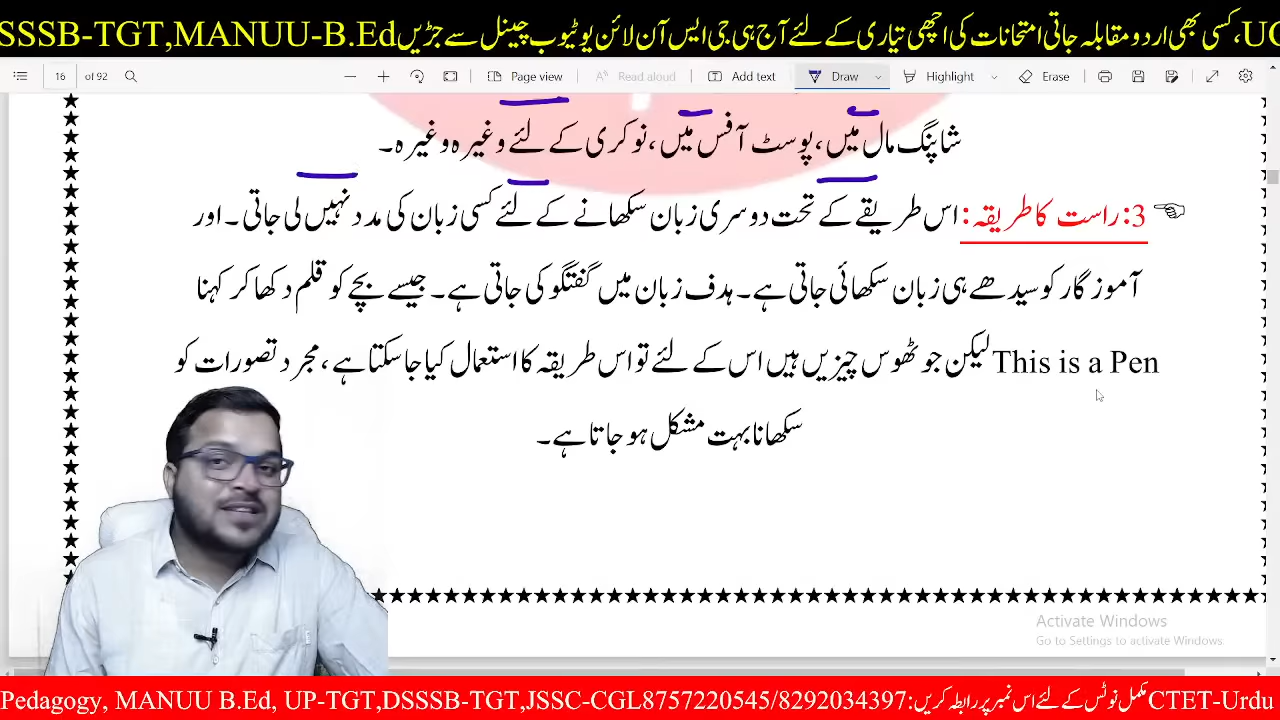 UG، کسی بھی اردو مقابلہ جاتی امتحانات کی اچھی تیاری کے لئے آج ہی جی ایس آن لائن یوٹیوب چینل سے جڑیں SSSB-TGT,MANUU-B.Ed
16 of 92 Page view Read aloud Add text Draw Highlight Erase
شاپنگ مال میں، پوسٹ آفس میں، نوکری کے لئے وغیرہ وغیرہ۔
3: راست کا طریقہ: اس طریقے کے تحت دوسری زبان سکھانے کے لئے کسی زبان کی مدد نہیں لی جاتی۔ اور
آموزگار کو سیدھے ہی زبان سکھائی جاتی ہے۔ ہدف زبان میں گفتگو کی جاتی ہے۔ جیسے بچے کو قلم دکھا کر کہنا
This is a Pen لیکن جو ٹھوس چیزیں ہیں اس کے لئے تو اس طریقہ کا استعمال کیا جاسکتا ہے، مجرد تصورات کو
سکھانا بہت مشکل ہو جاتا ہے۔
Activate Windows
Go to Settings to activate Windows.
CTET-Urdu مکمل نوٹس کے لئے اس نمبر پر رابطہ کریں: 8757220545/8292034397 Pedagogy, MANUU B.Ed, UP-TGT,DSSSB-TGT,JSSC-CGL